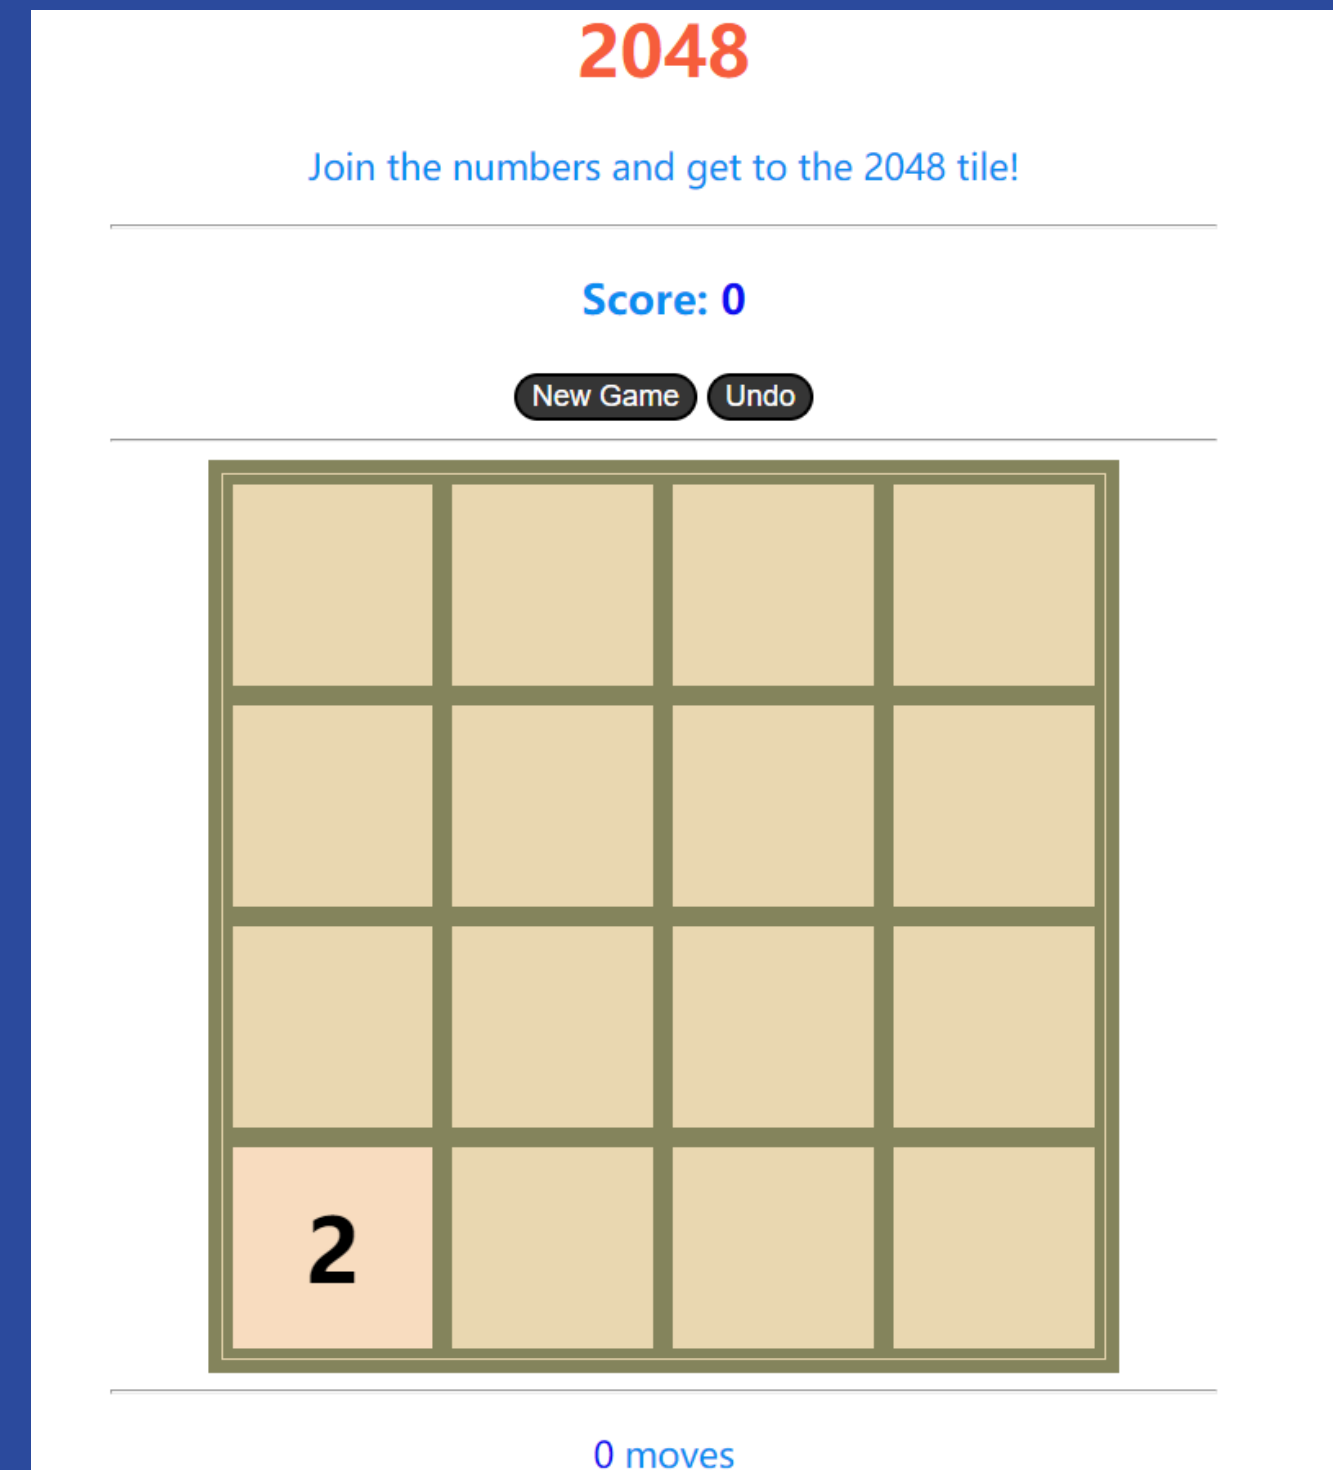 2048
Join the numbers and get to the 2048 tile!
Score: 0
New Game Undo
2
0 moves